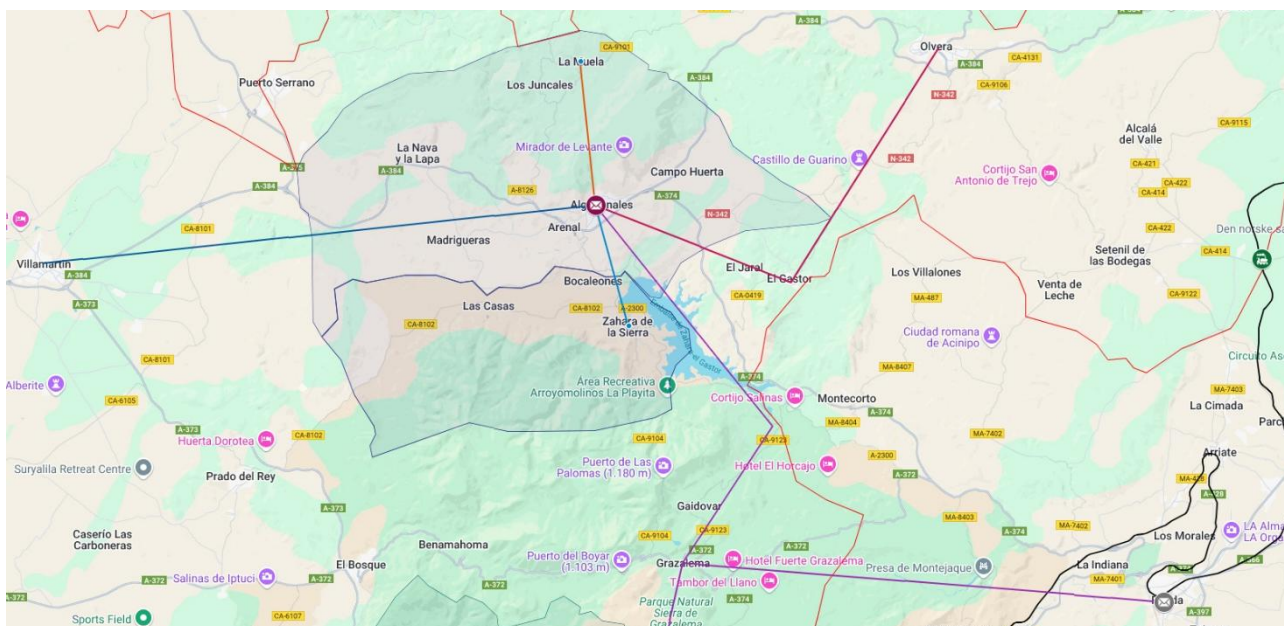 A-384
CA-9101
Olvera
La Muela
A-384
CA-4131
Puerto Serrano
Los Juncales
A-384
N-342
CA-9106
CA-9115
Alcalá
del Valle
La Nava
y la Lapa
Mirador de Levante
Castillo de Guarino
N-342
CA-421
A-384
Campo Huerta
Cortijo San
Antonio de Trejo
CA-422
CA-414
A-384
A-8126
A-374
N-342
CA-8101
Arenal
CA-422
Den norske
Madrigueras
CA-414
Setenil de
las Bodegas
Villamartín
A-384
El Jaral
El Gastor
Los Villalones
Venta de
Leche
Bocaleones
A-373
Las Casas
CA-8102
A-2300
CA-0419
MA-487
CA-9122
CA-8102
Zahara de
la Sierra
Ciudad romana
de Acinipo
CA-8101
Circuito
MA-8407
Alberite
Área Recreativa
Arroyomolinos La Playita
A-374
MA-7403
CA-6105
Cortijo Salinas
Montecorto
La Cimada
A-374
A-373
CA-8102
MA-8404
Huerta Dorotea
CA-9104
CA-9123
MA-7402
Arriate
Suryalila Retreat Centre
Puerto de Las
Palomas (1.180 m)
Hotel El Horcajo
A-2300
A-372
Prado del Rey
MA-428
A-373
Gaidovar
MA-8403
A-374
MA-7402
Caserío Las
Carboneras
CA-9104
CA-9123
Los Morales
Benamahoma
A-372
A-372
El Bosque
Puerto del Boyar
(1.103 m)
Grazalema
Hotel Fuerte Grazalema
Presa de Montejaque
La Indiana
A-372
Salinas de Iptuci
A-372
Tambor del Llano
MA-7401
A-372
A-374
Parque Natural
Sierra de
Grazalema
A-397
Sports Field
CA-6107